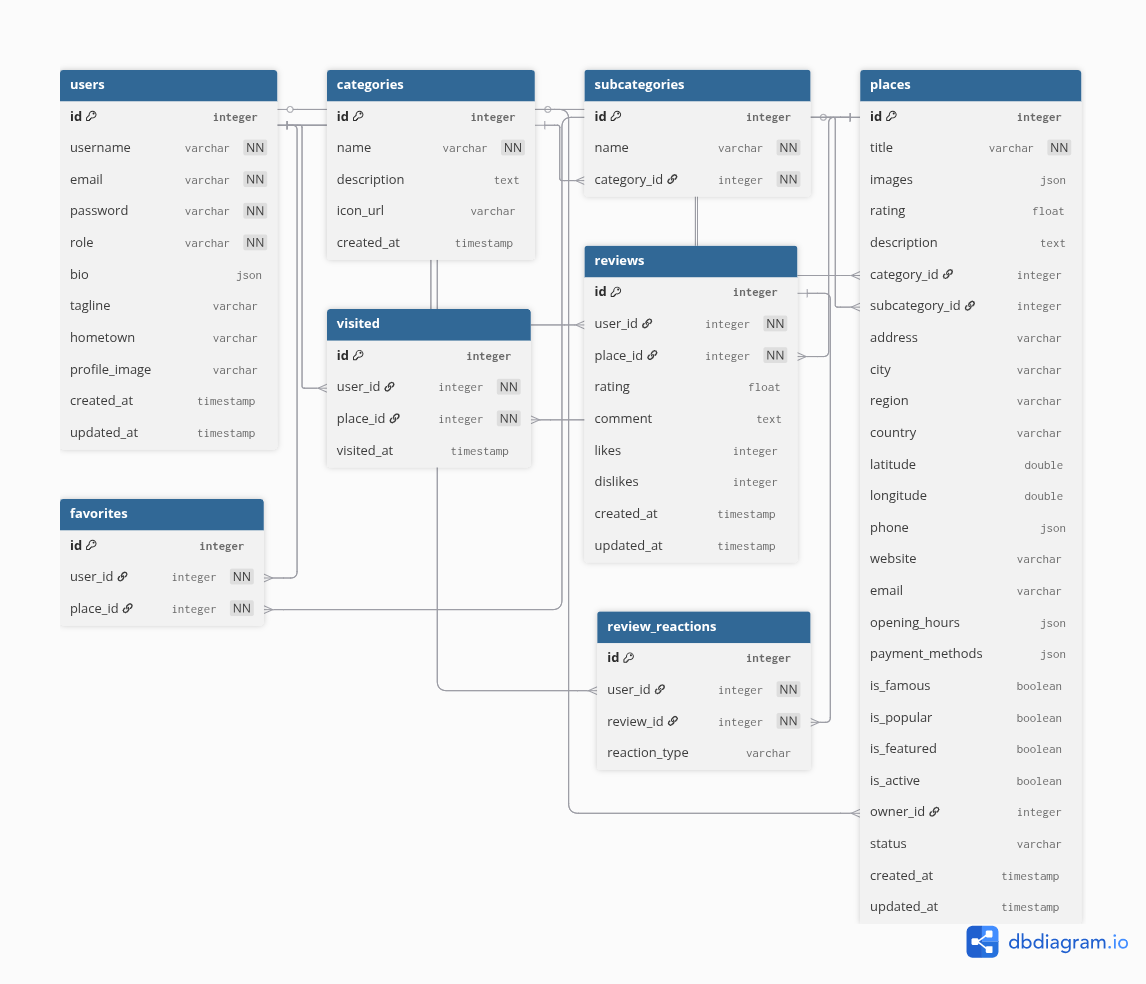 users
id integer
username varchar NN
email varchar NN
password varchar NN
role varchar NN
bio json
tagline varchar
hometown varchar
profile_image varchar
created_at timestamp
updated_at timestamp
categories
id integer
name varchar NN
description text
icon_url varchar
created_at timestamp
subcategories
id integer
name varchar NN
category_id integer NN
places
id integer
title varchar NN
images json
rating float
description text
category_id integer
subcategory_id integer
address varchar
city varchar
region varchar
country varchar
latitude double
longitude double
phone json
website varchar
email varchar
opening_hours json
payment_methods json
is_famous boolean
is_popular boolean
is_featured boolean
is_active boolean
owner_id integer
status varchar
created_at timestamp
updated_at timestamp
reviews
id integer
user_id integer NN
place_id integer NN
rating float
comment text
likes integer
dislikes integer
created_at timestamp
updated_at timestamp
visited
id integer
user_id integer NN
place_id integer NN
visited_at timestamp
favorites
id integer
user_id integer NN
place_id integer NN
review_reactions
id integer
user_id integer NN
review_id integer NN
reaction_type varchar
dbdiagram.io